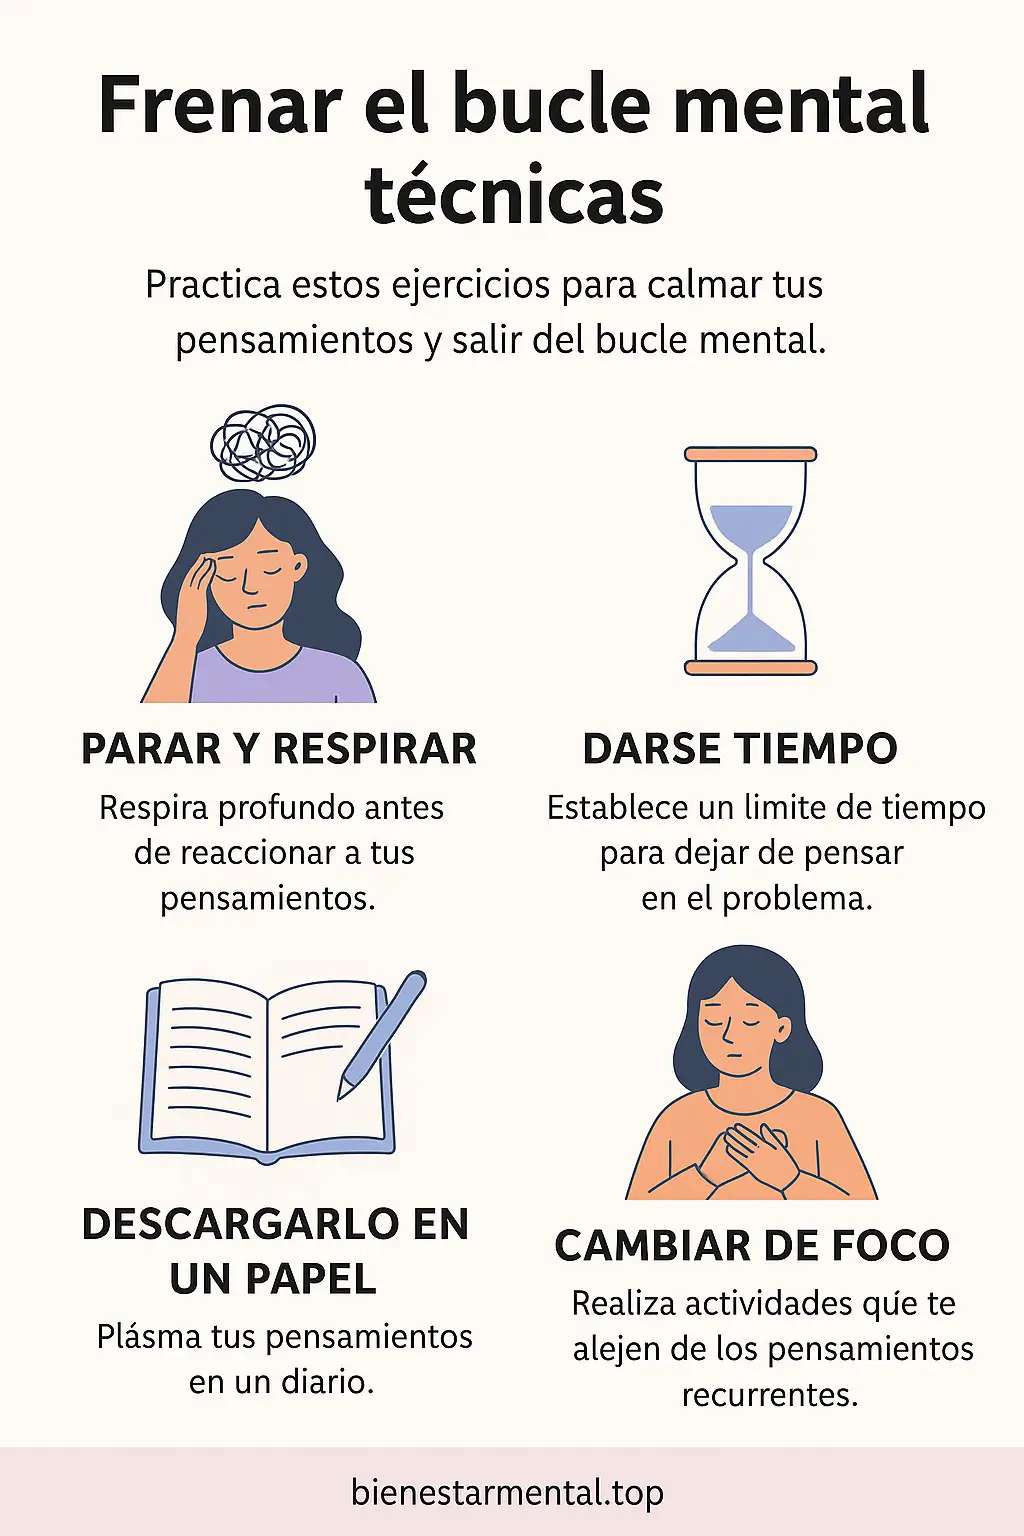 Frenar el bucle mental
técnicas
Practica estos ejercicios para calmar tus
pensamientos y salir del bucle mental.
PARAR Y RESPIRAR
Respira profundo antes
de reaccionar a tus
pensamientos.
DARSE TIEMPO
Establece un limite de tiempo
para dejar de pensar
en el problema.
DESCARGARLO EN
UN PAPEL
Plásma tus pensamientos
en un diario.
CAMBIAR DE FOCO
Realiza actividades qúe te
alejen de los pensamientos
recurrentes.
bienestarmental.top